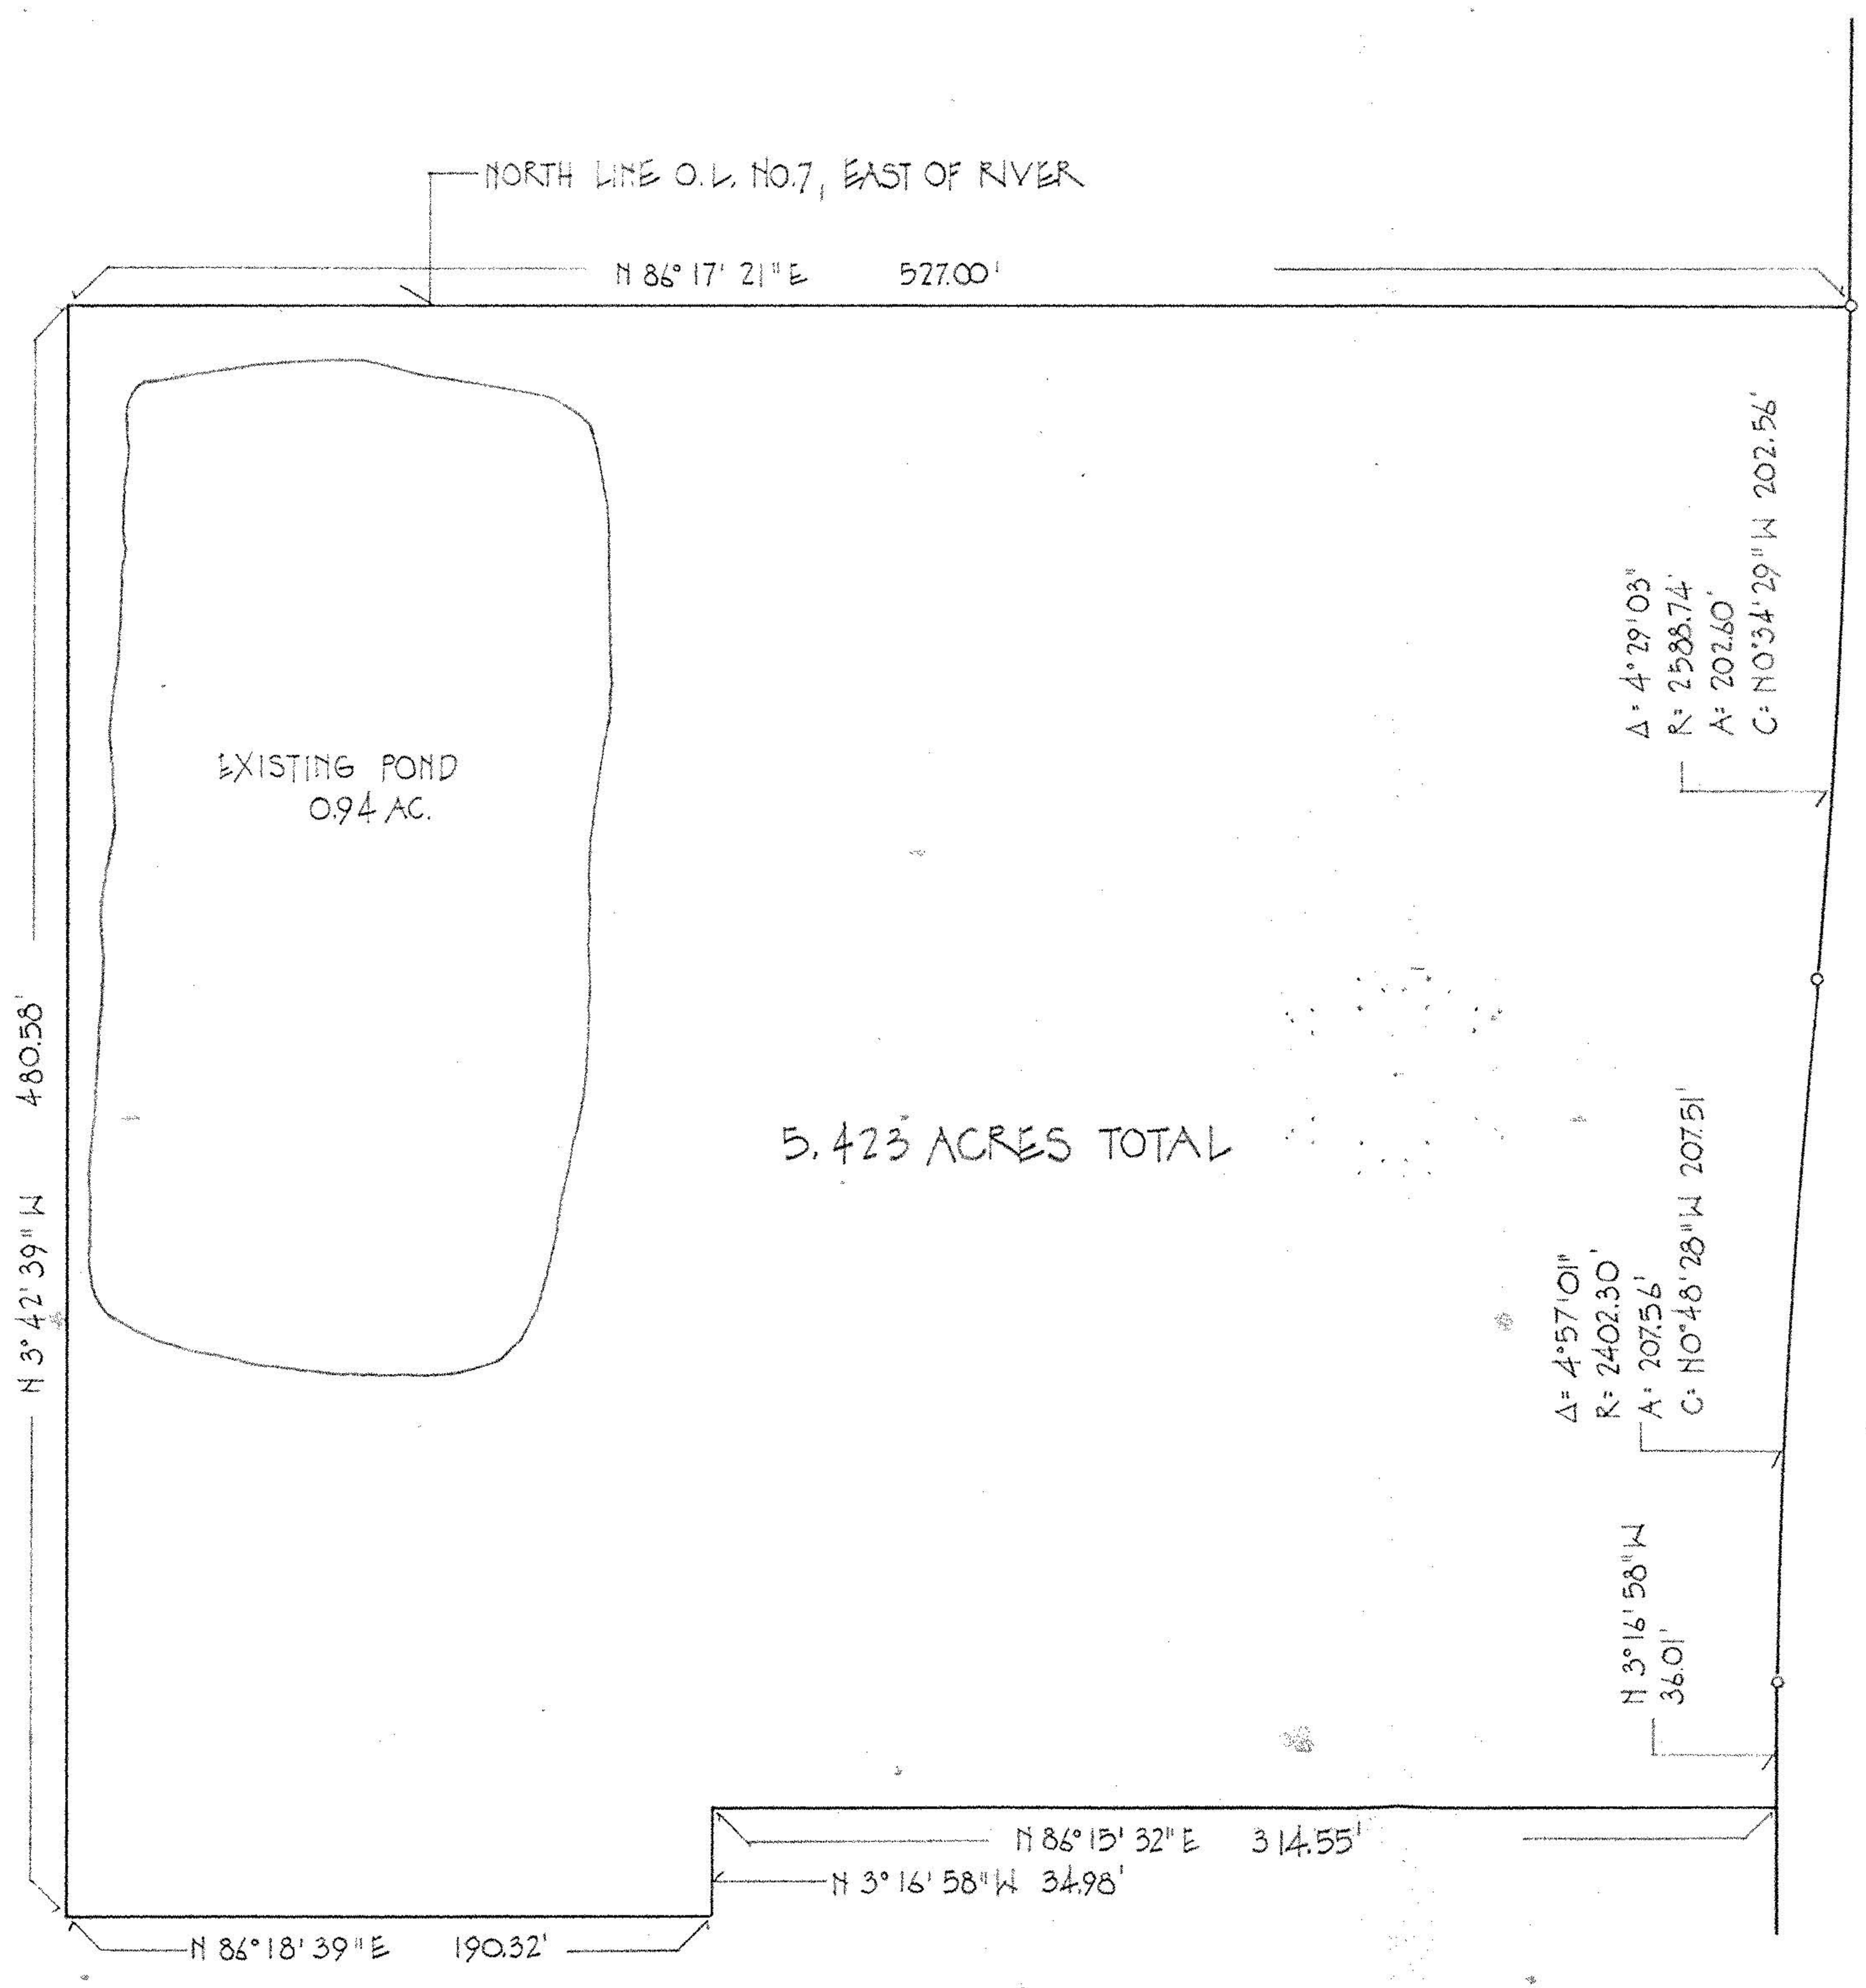 NORTH LINE O.L. NO.7, EAST OF RIVER
N 86° 17' 21" E 527.00'
Δ = 4° 29' 03"
R = 2588.74'
A = 202.60'
C = N0° 34' 29" W 202.56'
EXISTING POND
0.94 AC.
N 3° 42' 39" W 480.58'
5.423 ACRES TOTAL
Δ = 4° 57' 01"
R = 2402.30'
A = 207.56'
C = N0° 48' 28" W 207.51'
N 3° 16' 58" W
36.01'
N 86° 15' 32" E 314.55'
N 3° 16' 58" W 34.98'
N 86° 18' 39" E 190.32'